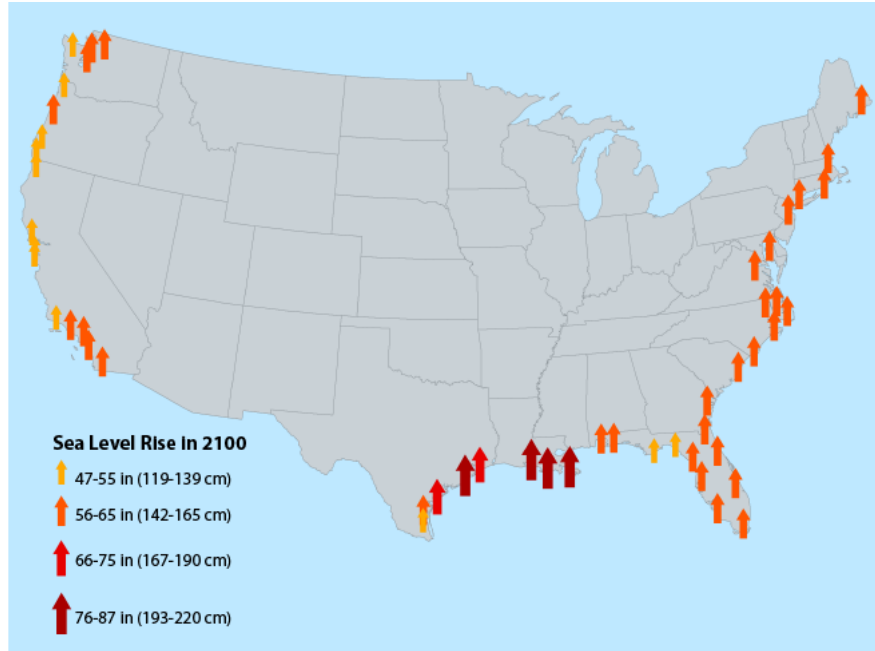 Sea Level Rise in 2100
47-55 in (119-139 cm)
56-65 in (142-165 cm)
66-75 in (167-190 cm)
76-87 in (193-220 cm)